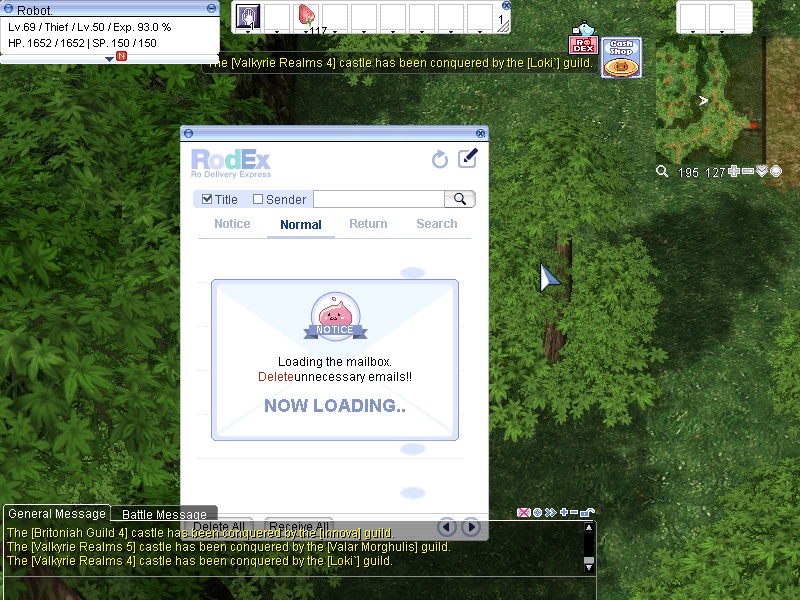 Robot
Lv.69 / Thief / Lv.50 / Exp. 93.0 %
HP. 1652 / 1652 | SP. 150 / 150
N
1
117
1
RO
DEX
Cash
Shop
The [Valkyrie Realms 4] castle has been conquered by the [Loki`] guild.
195 127
RodEx
Ro Delivery Express
Title Sender
Notice Normal Return Search
NOTICE
Loading the mailbox.
Deleteunnecessary emails!!
NOW LOADING..
Delete All Receive All
General Message Battle Message
The [Britoniah Guild 4] castle has been conquered by the [Innova] guild.
The [Valkyrie Realms 5] castle has been conquered by the [Valar Morghulis] guild.
The [Valkyrie Realms 4] castle has been conquered by the [Loki`] guild.